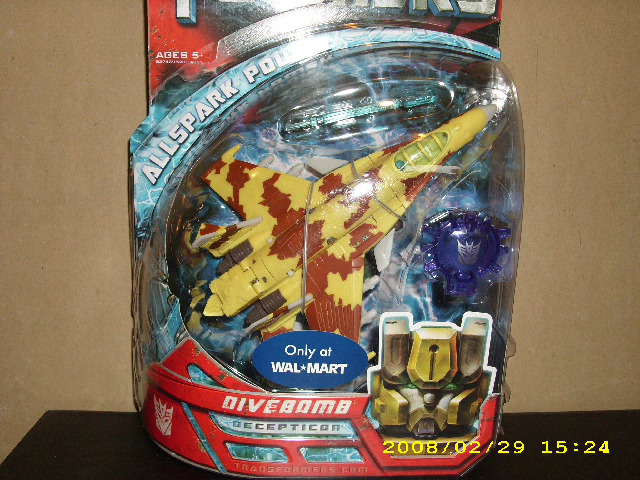 AGES 5+
ALLSPARK PO
Only at
WAL★MART
DIVEBOMB
DECEPTICON
TRANSFORMERS.COM
2008/02/29 15:24